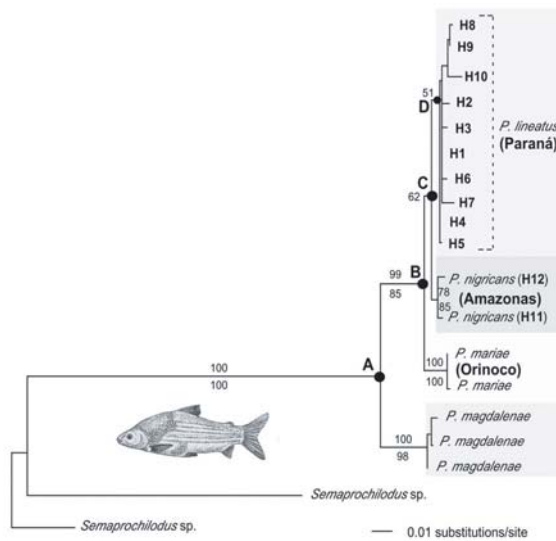 H8
H9
H10
51
D
H2
H3
P. lineatus
(Paraná)
H1
C
H6
62
H7
H4
H5
B
P. nigricans (H12)
99
78
(Amazonas)
85
85
P. nigricans (H11)
A
P. mariae
100
100
(Orinoco)
100
100
P. mariae
P. magdalenae
100
P. magdalenae
98
P. magdalenae
Semaprochilodus sp.
Semaprochilodus sp.
0.01 substitutions/site